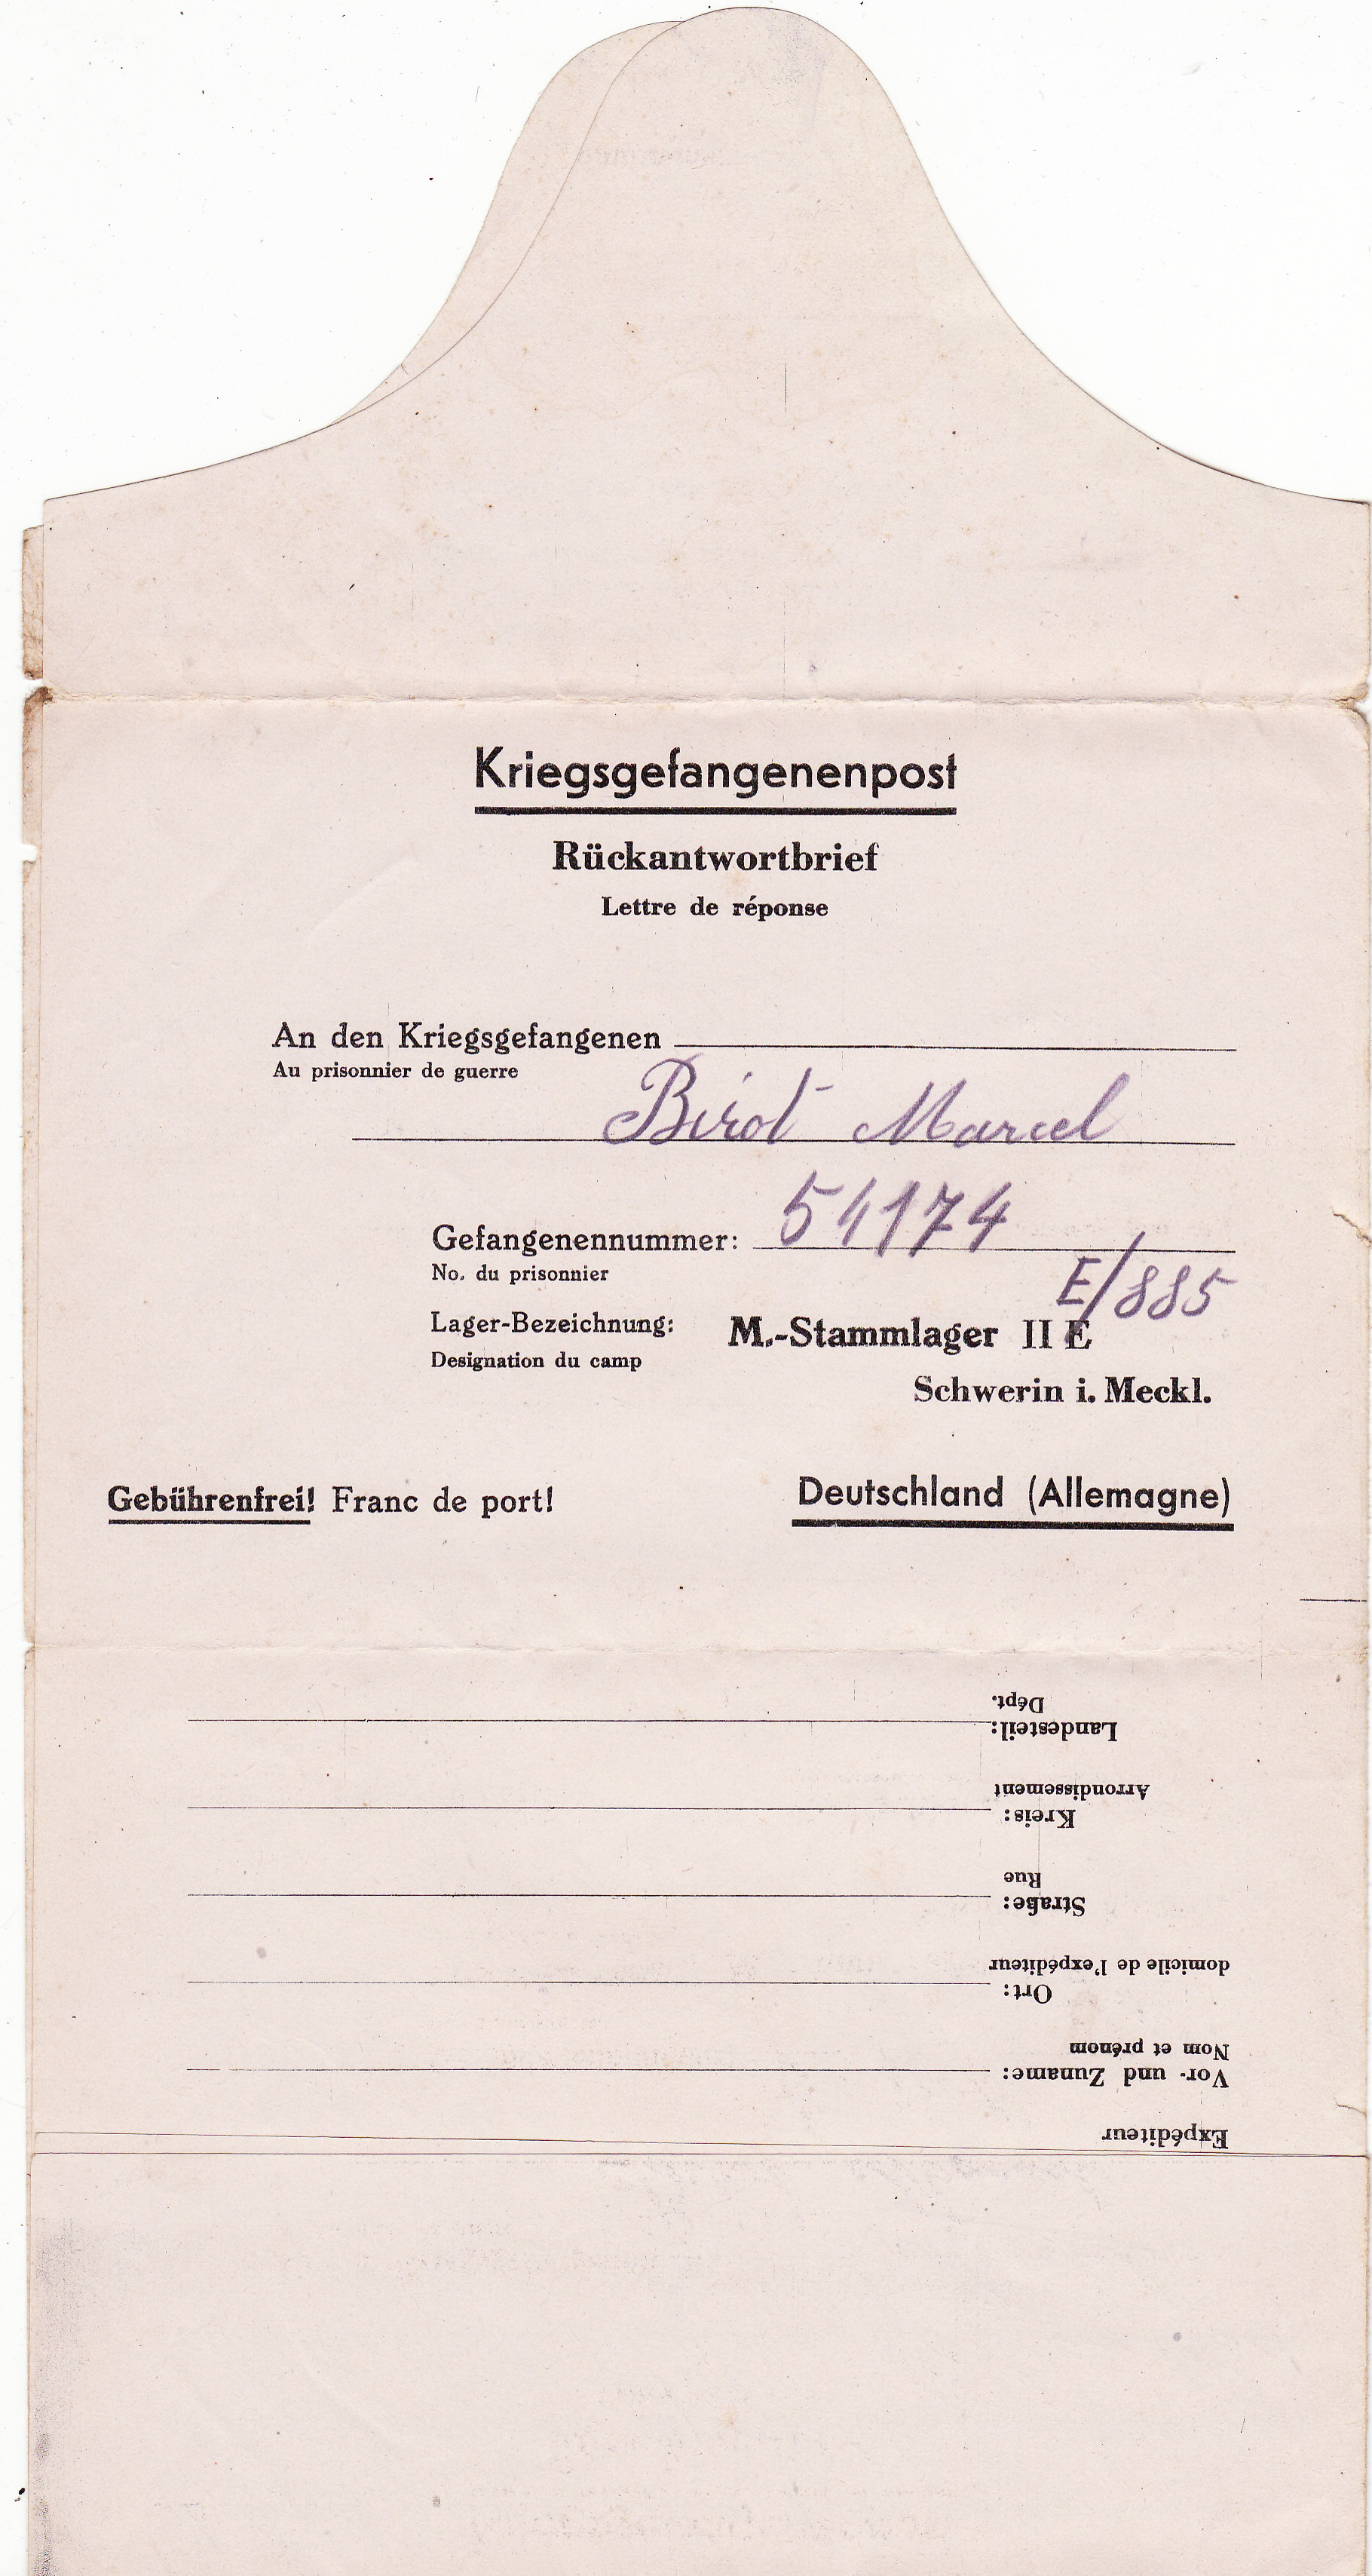 Kriegsgefangenenpost
Rückantwortbrief
Lettre de réponse
An den Kriegsgefangenen
Au prisonnier de guerre
Birot Marcel
Gefangenennummer: 51174
No. du prisonnier
E/885
Lager-Bezeichnung: M.-Stammlager II E
Designation du camp
Schwerin i. Meckl.
Gebührenfrei! Franc de port!
Deutschland (Allemagne)
Expéditeur
Vor- und Zuname:
Nom et prénom
Ort:
domicile de l'expéditeur
Straße:
Rue
Kreis:
Arrondissement
Landesteil:
Dépt.